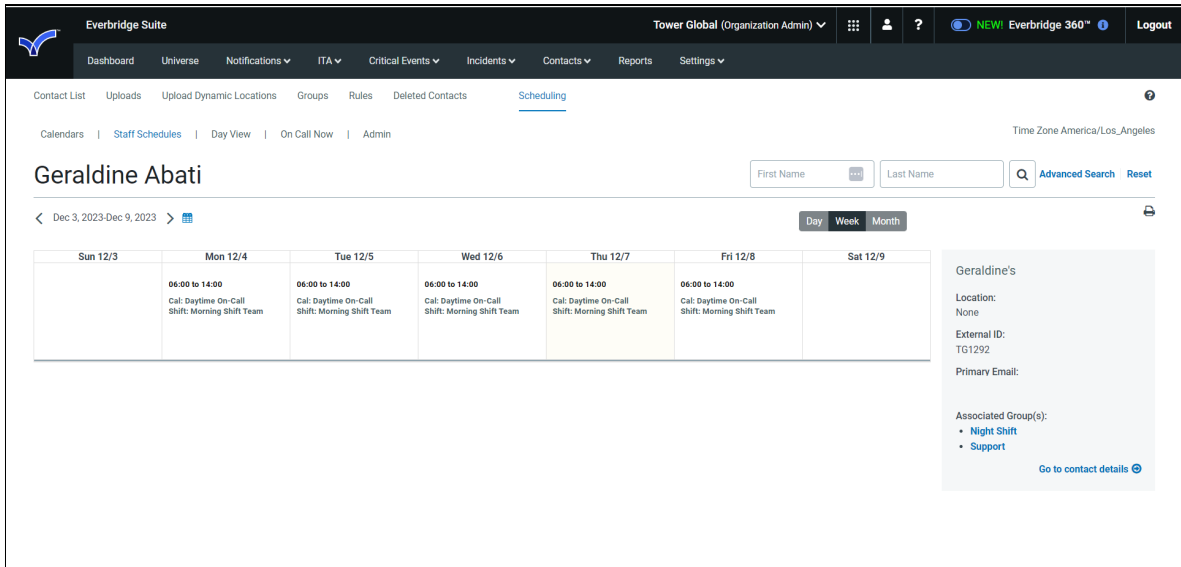 Everbridge Suite
Tower Global (Organization Admin)
?
NEW! Everbridge 360™
Logout
Dashboard Universe Notifications ITA Critical Events Incidents Contacts Reports Settings
Contact List Uploads Upload Dynamic Locations Groups Rules Deleted Contacts Scheduling
Calendars | Staff Schedules | Day View | On Call Now | Admin
Time Zone America/Los_Angeles
Geraldine Abati
First Name
Last Name
Advanced Search
Reset
Dec 3, 2023-Dec 9, 2023
Day Week Month
Sun 12/3 Mon 12/4 Tue 12/5 Wed 12/6 Thu 12/7 Fri 12/8 Sat 12/9
06:00 to 14:00 06:00 to 14:00 06:00 to 14:00 06:00 to 14:00 06:00 to 14:00
Cal: Daytime On-Call Cal: Daytime On-Call Cal: Daytime On-Call Cal: Daytime On-Call Cal: Daytime On-Call
Shift: Morning Shift Team Shift: Morning Shift Team Shift: Morning Shift Team Shift: Morning Shift Team Shift: Morning Shift Team
Geraldine's
Location:
None
External ID:
TG1292
Primary Email:
Associated Group(s):
• Night Shift
• Support
Go to contact details